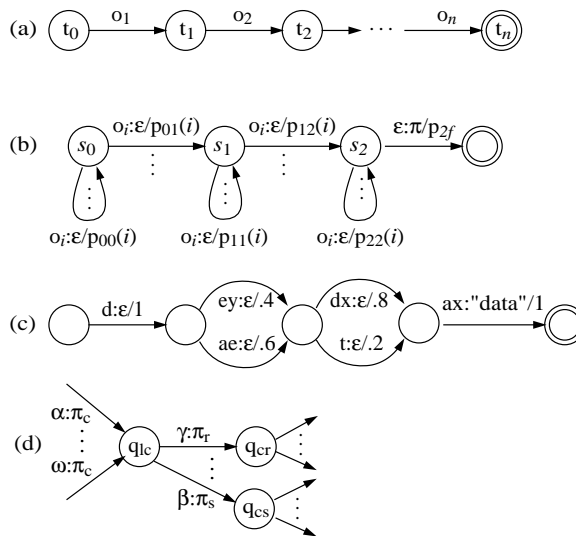 (a) t0 o1 t1 o2 t2 ⋯ on tn
(b) s0 oi:ε/p01(i) s1 oi:ε/p12(i) s2 ε:π/p2f
oi:ε/p00(i) oi:ε/p11(i) oi:ε/p22(i)
(c) d:ε/1 ey:ε/.4 dx:ε/.8 ax:"data"/1
ae:ε/.6 t:ε/.2
α:πc
(d) qlc γ:πr qcr
ω:πc β:πs qcs